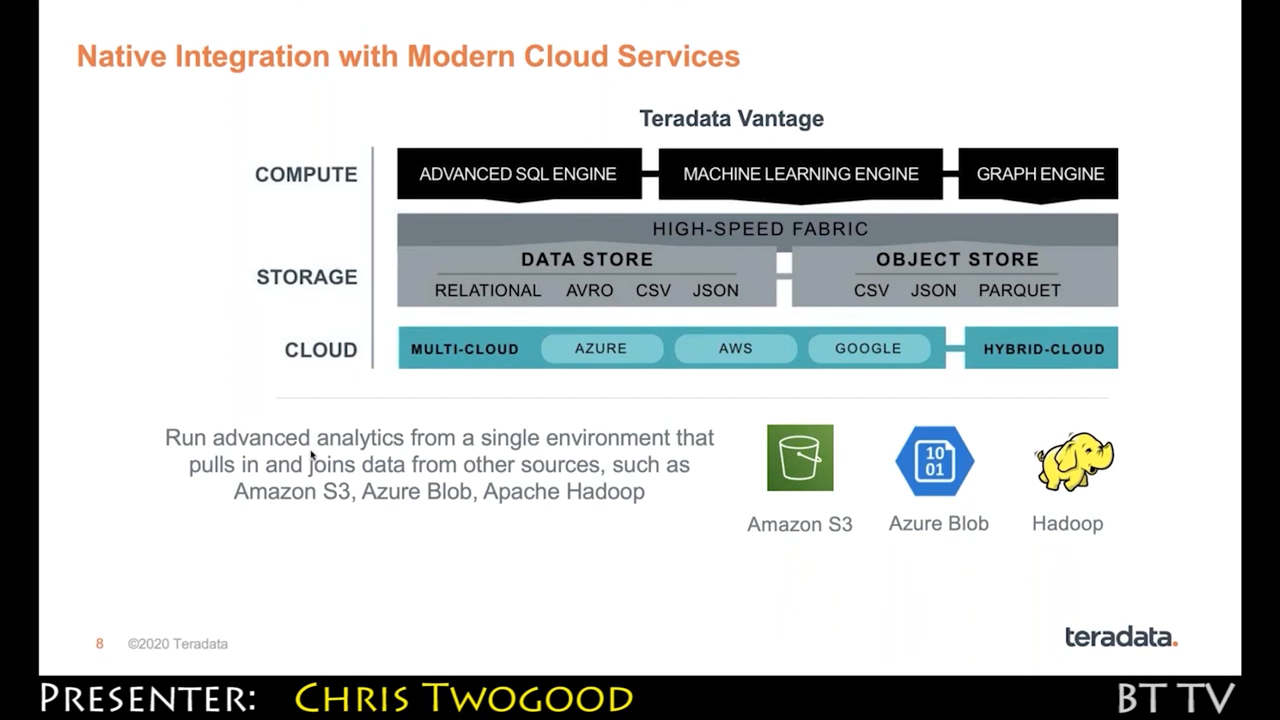 Native Integration with Modern Cloud Services
Teradata Vantage
COMPUTE
ADVANCED SQL ENGINE
MACHINE LEARNING ENGINE
GRAPH ENGINE
HIGH-SPEED FABRIC
STORAGE
DATA STORE
RELATIONAL AVRO CSV JSON
OBJECT STORE
CSV JSON PARQUET
CLOUD
MULTI-CLOUD AZURE AWS GOOGLE
HYBRID-CLOUD
Run advanced analytics from a single environment that
pulls in and joins data from other sources, such as
Amazon S3, Azure Blob, Apache Hadoop
10
01
Amazon S3
Azure Blob
Hadoop
8 ©2020 Teradata
teradata.
PRESENTER: CHRIS TWOGOOD
BT TV